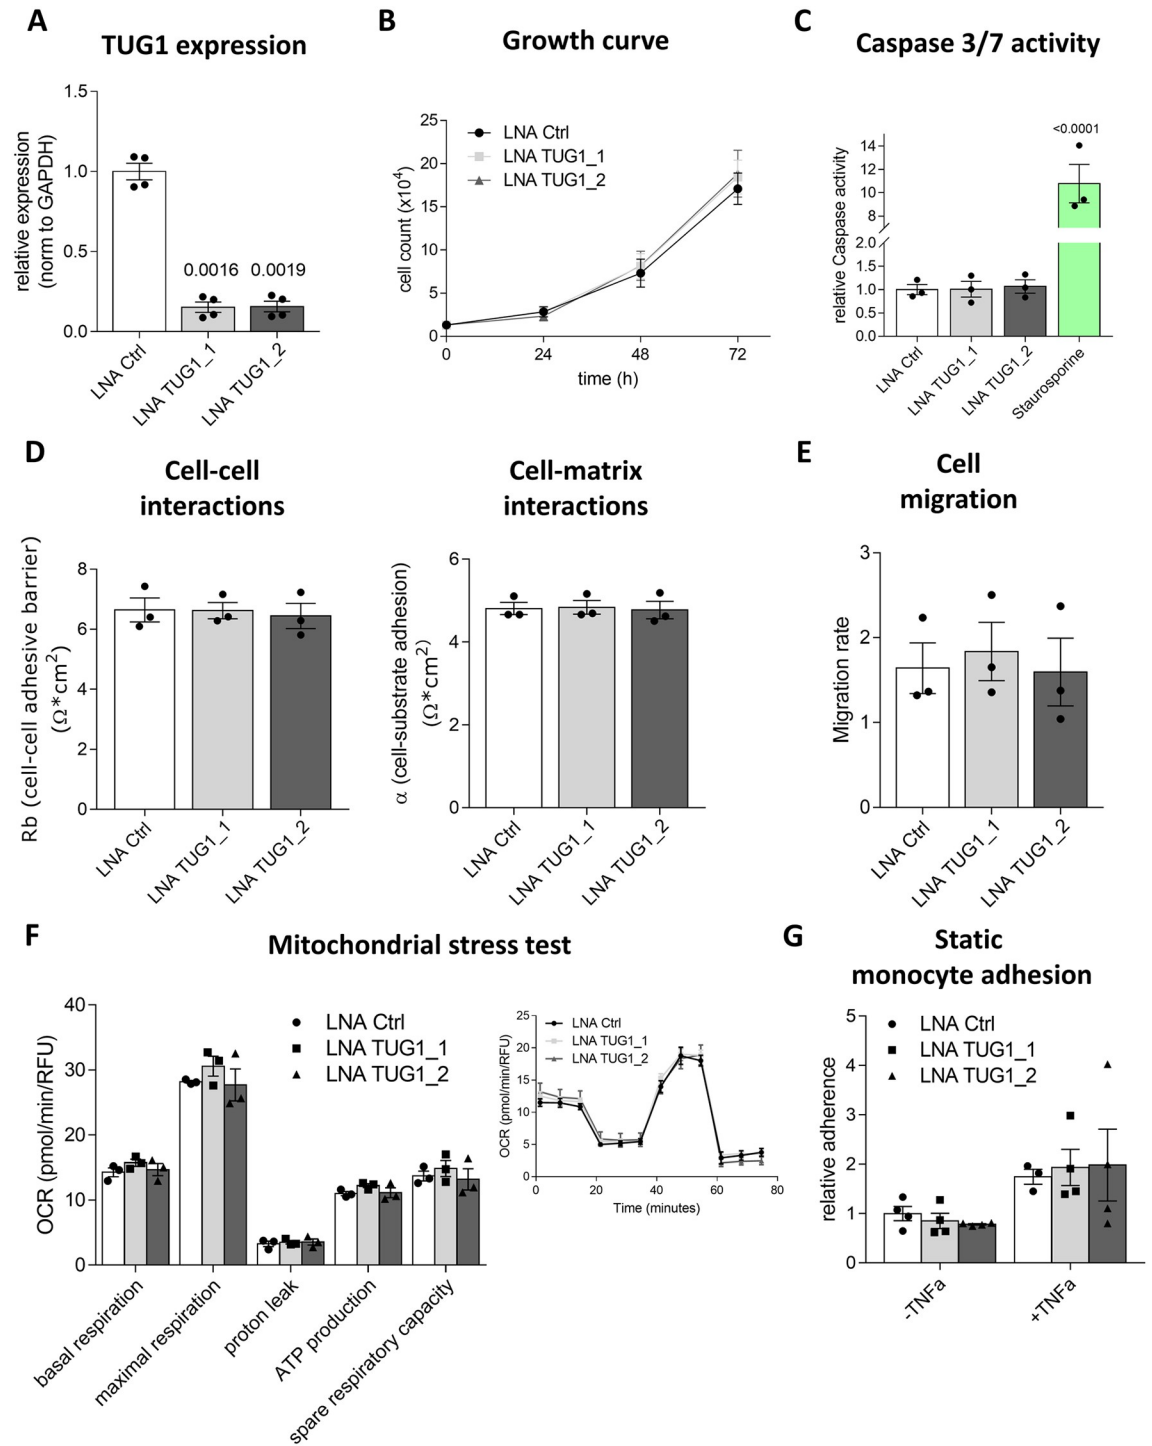 A
TUG1 expression
relative expression
(norm to GAPDH)
1.5
1.0
0.5
0.0
0.0016 0.0019
LNA Ctrl
LNA TUG1_1
LNA TUG1_2
B
Growth curve
cell count (x10⁴)
25
20
15
10
5
0
LNA Ctrl
LNA TUG1_1
LNA TUG1_2
0 24 48 72
time (h)
C
Caspase 3/7 activity
relative Caspase activity
<0.0001
14
12
10
8
2.0
1.5
1.0
0.5
0.0
LNA Ctrl
LNA TUG1_1
LNA TUG1_2
Staurosporine
D
Cell-cell
interactions
Rb (cell-cell adhesive barrier)
(Ω*cm²)
8
6
4
2
0
LNA Ctrl
LNA TUG1_1
LNA TUG1_2
Cell-matrix
interactions
α (cell-substrate adhesion)
(Ω*cm²)
6
4
2
0
LNA Ctrl
LNA TUG1_1
LNA TUG1_2
E
Cell
migration
Migration rate
3
2
1
0
LNA Ctrl
LNA TUG1_1
LNA TUG1_2
F
Mitochondrial stress test
OCR (pmol/min/RFU)
40
30
20
10
0
LNA Ctrl
LNA TUG1_1
LNA TUG1_2
basal respiration
maximal respiration
proton leak
ATP production
spare respiratory capacity
OCR (pmol/min/RFU)
25
20
15
10
5
0
LNA Ctrl
LNA TUG1_1
LNA TUG1_2
0 20 40 60 80
Time (minutes)
G
Static
monocyte adhesion
relative adherence
5
4
3
2
1
0
LNA Ctrl
LNA TUG1_1
LNA TUG1_2
-TNFa
+TNFa